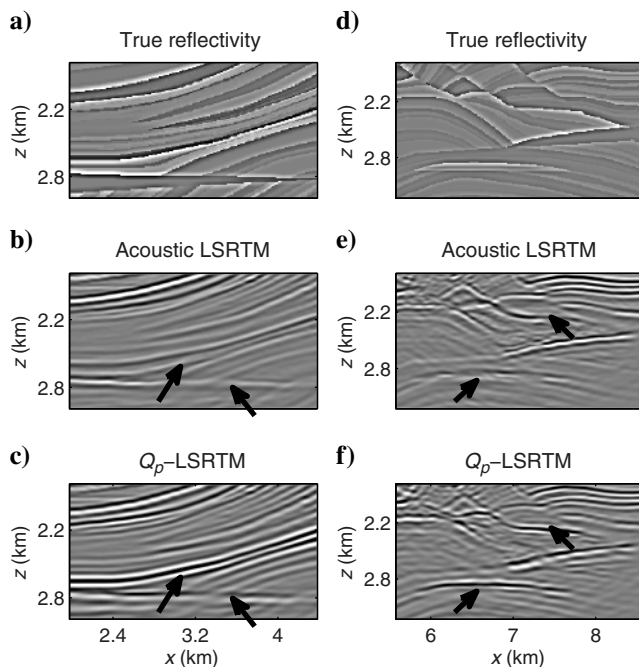 a)
True reflectivity
z (km)
2.2
2.8
b)
Acoustic LSRTM
z (km)
2.2
2.8
c)
Qp–LSRTM
z (km)
2.2
2.8
2.4
3.2
4
x (km)
d)
True reflectivity
z (km)
2.2
2.8
e)
Acoustic LSRTM
z (km)
2.2
2.8
f)
Qp–LSRTM
z (km)
2.2
2.8
6
7
8
x (km)